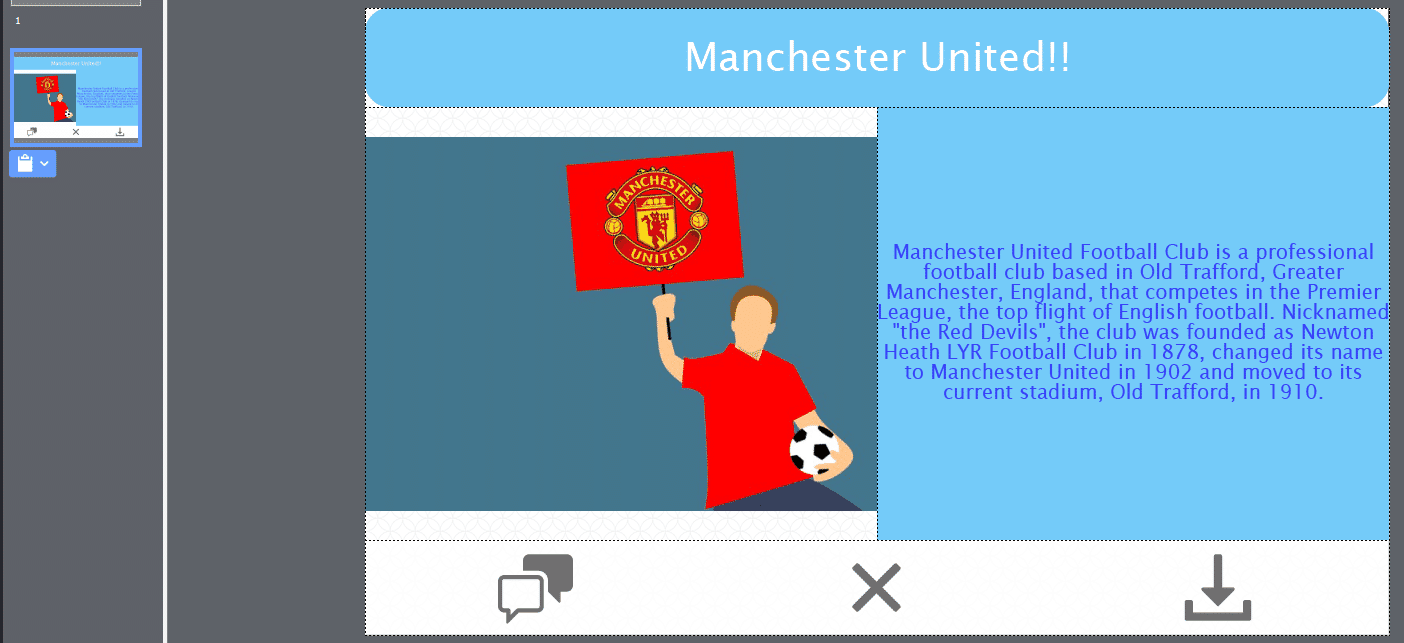 1
Manchester United!!
MANCHESTER
UNITED
Manchester United Football Club is a professional
football club based in Old Trafford, Greater
Manchester, England, that competes in the Premier
League, the top flight of English football. Nicknamed
"the Red Devils", the club was founded as Newton
Heath LYR Football Club in 1878, changed its name
to Manchester United in 1902 and moved to its
current stadium, Old Trafford, in 1910.